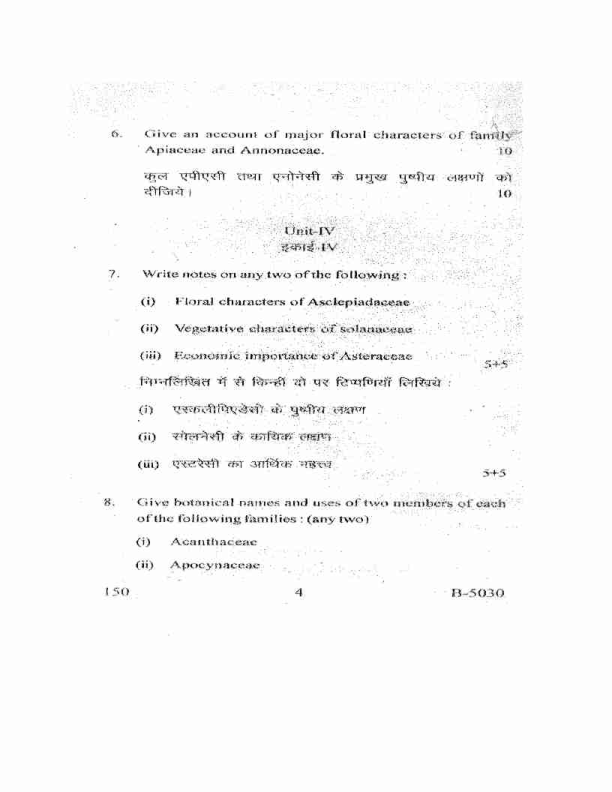 6. Give an account of major floral characters of family
Apiaceae and Annonaceae. 10
कुल एपीएसी तथा एनोनेसी के प्रमुख पुष्पीय लक्षणों को
दीजिये। 10
Unit-IV
इकाई-IV
7. Write notes on any two of the following :
(i) Floral characters of Asclepiadaceae
(ii) Vegetative characters of solanaceae
(iii) Economic importance of Asteraceae
5+5
निम्नलिखित में से किन्हीं दो पर टिप्पणियाँ लिखिये :
(i) एस्कलीपिएडेसी के पुष्पीय लक्षण
(ii) सोलनेसी के कायिक लक्षण
(iii) एस्टरेसी का आर्थिक महत्त्व
5+5
8. Give botanical names and uses of two members of each
of the following families : (any two)
(i) Acanthaceae
(ii) Apocynaceae
150 4 B-5030